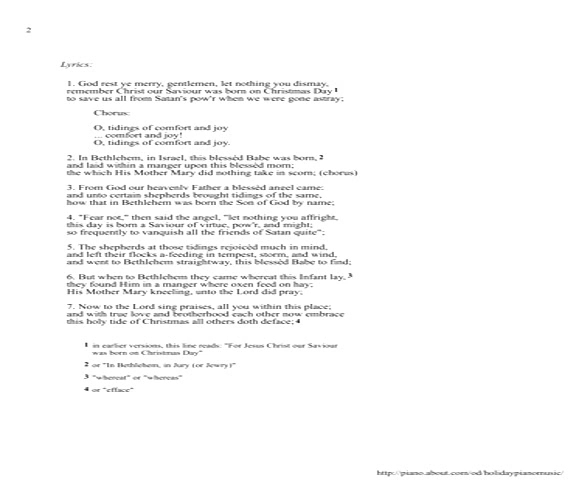 2
Lyrics:
1. God rest ye merry, gentlemen, let nothing you dismay,
remember Christ our Saviour was born on Christmas Day 1
to save us all from Satan's pow'r when we were gone astray;
Chorus:
O, tidings of comfort and joy
... comfort and joy!
O, tidings of comfort and joy.
2. In Bethlehem, in Israel, this blessèd Babe was born, 2
and laid within a manger upon this blessèd morn;
the which His Mother Mary did nothing take in scorn; (chorus)
3. From God our heavenly Father a blessèd angel came;
and unto certain shepherds brought tidings of the same,
how that in Bethlehem was born the Son of God by name;
4. "Fear not," then said the angel, "let nothing you affright,
this day is born a Saviour of virtue, pow'r, and might;
so frequently to vanquish all the friends of Satan quite";
5. The shepherds at those tidings rejoicèd much in mind,
and left their flocks a-feeding in tempest, storm, and wind,
and went to Bethlehem straightway, this blessèd Babe to find;
6. But when to Bethlehem they came whereat this Infant lay, 3
they found Him in a manger where oxen feed on hay;
His Mother Mary kneeling, unto the Lord did pray;
7. Now to the Lord sing praises, all you within this place;
and with true love and brotherhood each other now embrace
this holy tide of Christmas all others doth deface; 4
1 in earlier versions, this line reads: "For Jesus Christ our Saviour
was born on Christmas Day"
2 or "In Bethlehem, in Jury (or Jewry)"
3 "whereat" or "whereas"
4 or "efface"
http://piano.about.com/od/holidaypianomusic/